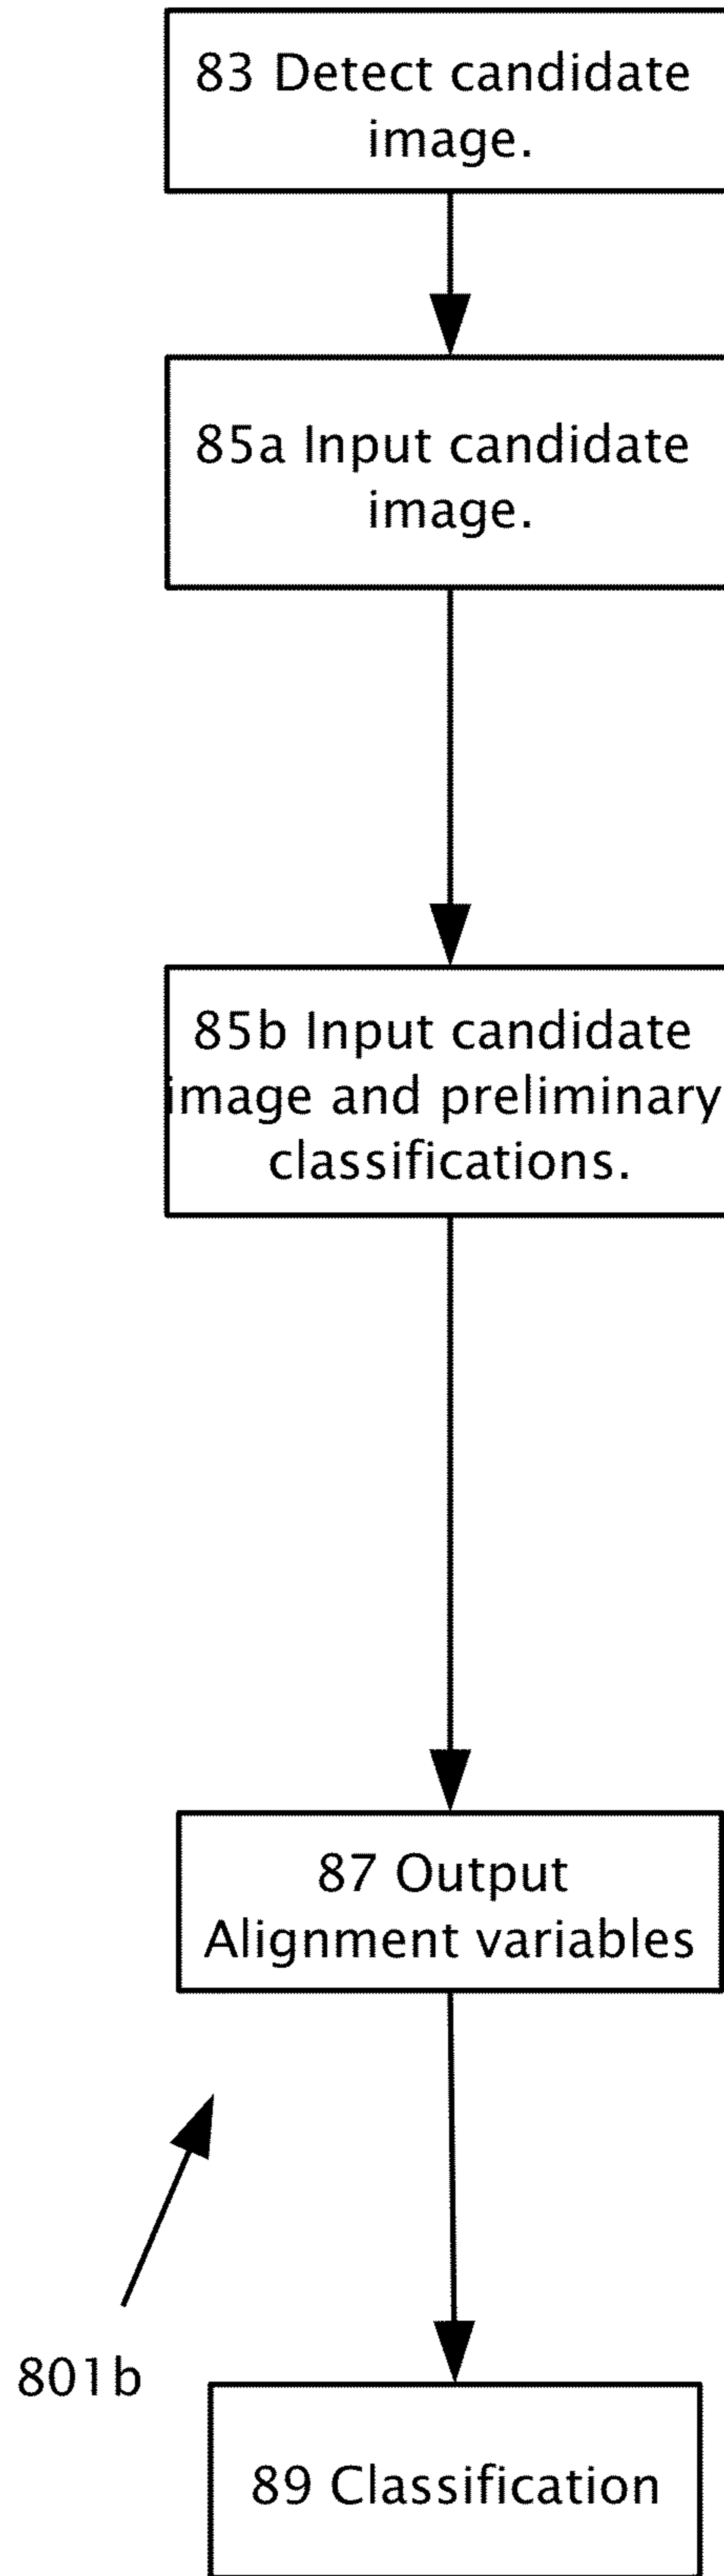 83 Detect candidate
image.
85a Input candidate
image.
85b Input candidate
image and preliminary
classifications.
87 Output
Alignment variables
801b
89 Classification